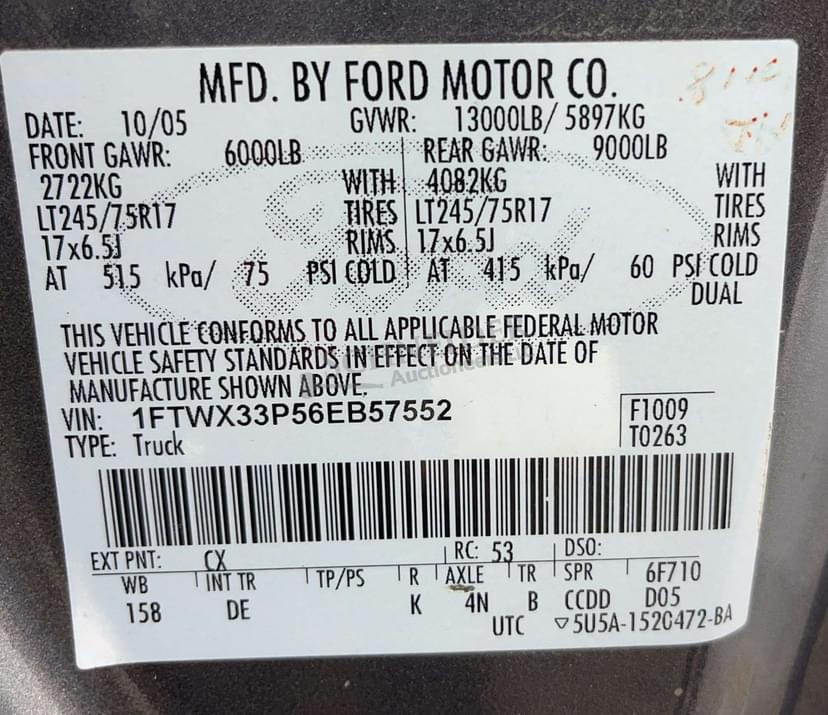 MFD. BY FORD MOTOR CO.
DATE: 10/05 GVWR: 13000LB/ 5897KG
FRONT GAWR: 6000LB REAR GAWR: 9000LB
2722KG WITH 4082KG WITH
LT245/75R17 TIRES LT245/75R17 TIRES
17x6.5J RIMS 17x6.5J RIMS
AT 515 kPa/ 75 PSI COLD AT 415 kPa/ 60 PSI COLD
DUAL
THIS VEHICLE CONFORMS TO ALL APPLICABLE FEDERAL MOTOR
VEHICLE SAFETY STANDARDS IN EFFECT ON THE DATE OF
MANUFACTURE SHOWN ABOVE.
VIN: 1FTWX33P56EB57552 F1009
TYPE: Truck T0263
EXT PNT: CX RC: 53 DSO:
WB INT TR TP/PS R AXLE TR SPR 6F710
158 DE K 4N B CCDD D05
UTC ▽5U5A-1520472-BA